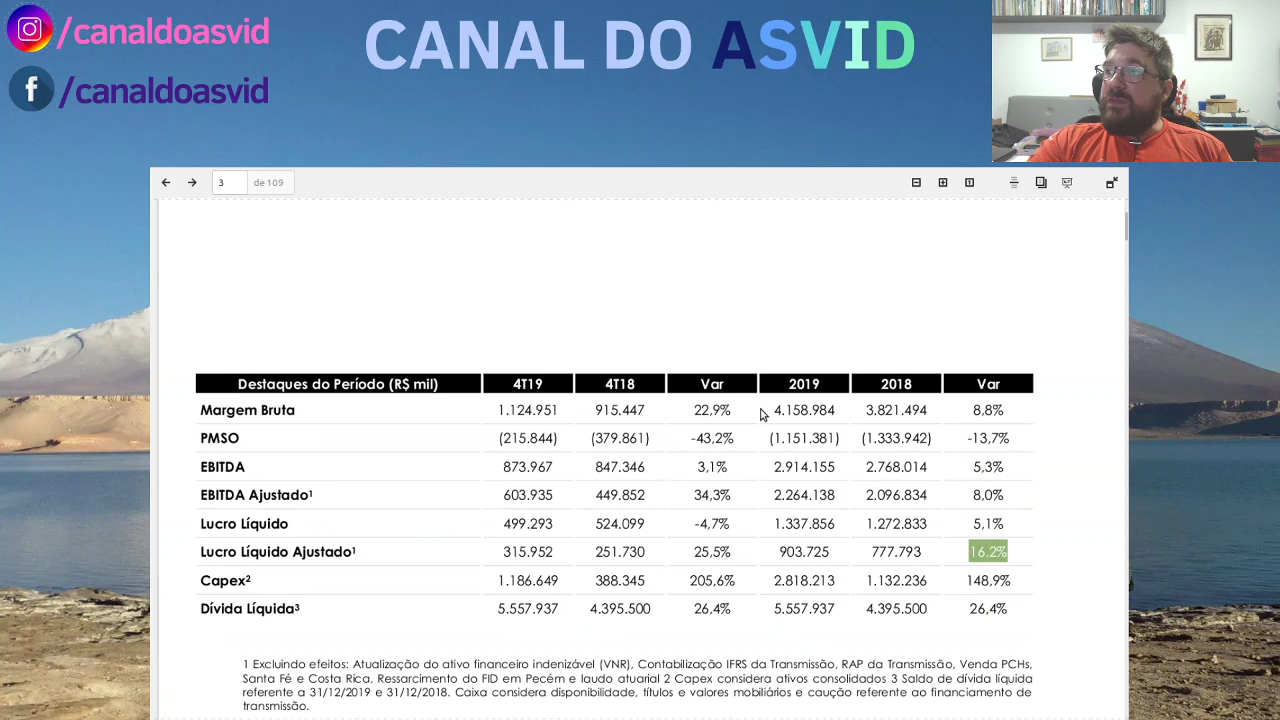 /canaldoasvid
CANAL DO ASVID
f /canaldoasvid
3 de 109
Destaques do Período (R$ mil) 4T19 4T18 Var 2019 2018 Var
Margem Bruta 1.124.951 915.447 22,9% 4.158.984 3.821.494 8,8%
PMSO (215.844) (379.861) -43,2% (1.151.381) (1.333.942) -13,7%
EBITDA 873.967 847.346 3,1% 2.914.155 2.768.014 5,3%
EBITDA Ajustado¹ 603.935 449.852 34,3% 2.264.138 2.096.834 8,0%
Lucro Líquido 499.293 524.099 -4,7% 1.337.856 1.272.833 5,1%
Lucro Líquido Ajustado¹ 315.952 251.730 25,5% 903.725 777.793 16,2%
Capex² 1.186.649 388.345 205,6% 2.818.213 1.132.236 148,9%
Dívida Líquida³ 5.557.937 4.395.500 26,4% 5.557.937 4.395.500 26,4%
1 Excluindo efeitos: Atualização do ativo financeiro indenizável (VNR), Contabilização IFRS da Transmissão, RAP da Transmissão, Venda PCHs,
Santa Fé e Costa Rica, Ressarcimento do FID em Pecém e laudo atuarial 2 Capex considera ativos consolidados 3 Saldo de dívida líquida
referente a 31/12/2019 e 31/12/2018. Caixa considera disponibilidade, títulos e valores mobiliários e caução referente ao financiamento de
transmissão.